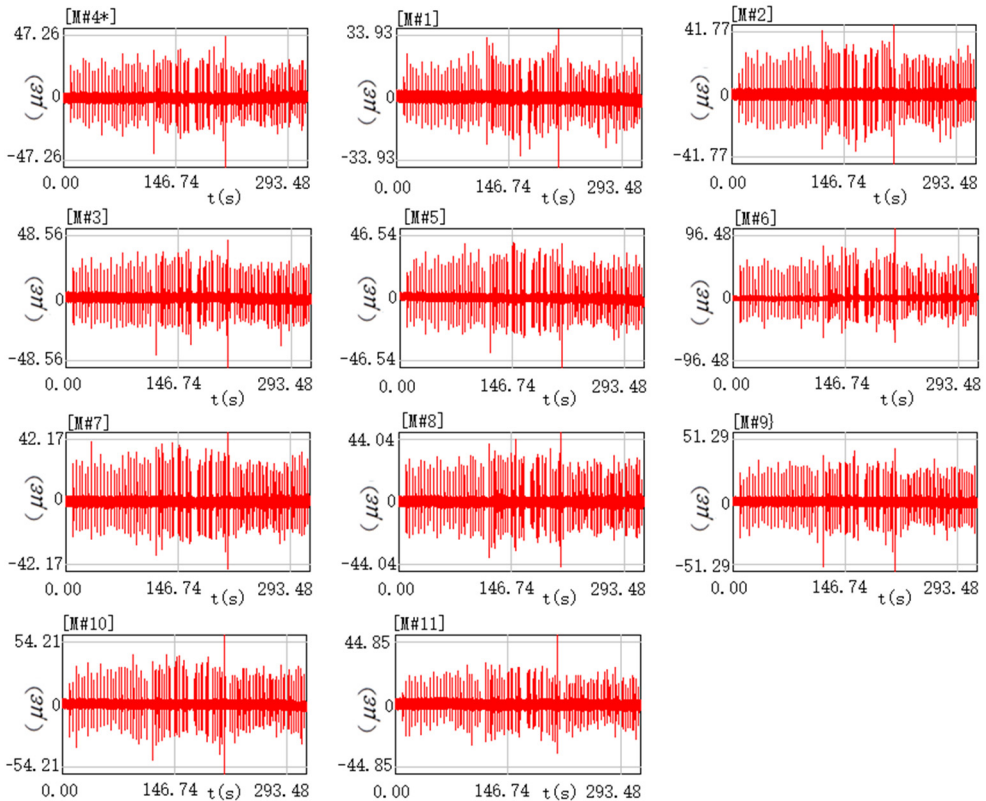 [M#4*] [M#1] [M#2]
47.26 33.93 41.77
(με) (με) (με)
0 0 0
-47.26 -33.93 -41.77
0.00 146.74 293.48 0.00 146.74 293.48 0.00 146.74 293.48
t(s) t(s) t(s)
[M#3] [M#5] [M#6]
48.56 46.54 96.48
(με) (με) (με)
0 0 0
-48.56 -46.54 -96.48
0.00 146.74 293.48 0.00 146.74 293.48 0.00 146.74 293.48
t(s) t(s) t(s)
[M#7] [M#8] [M#9}
42.17 44.04 51.29
(με) (με) (με)
0 0 0
-42.17 -44.04 -51.29
0.00 146.74 293.48 0.00 146.74 293.48 0.00 146.74 293.48
t(s) t(s) t(s)
[M#10] [M#11]
54.21 44.85
(με) (με)
0 0
-54.21 -44.85
0.00 146.74 t(s) 293.48 0.00 146.74 t(s) 293.48